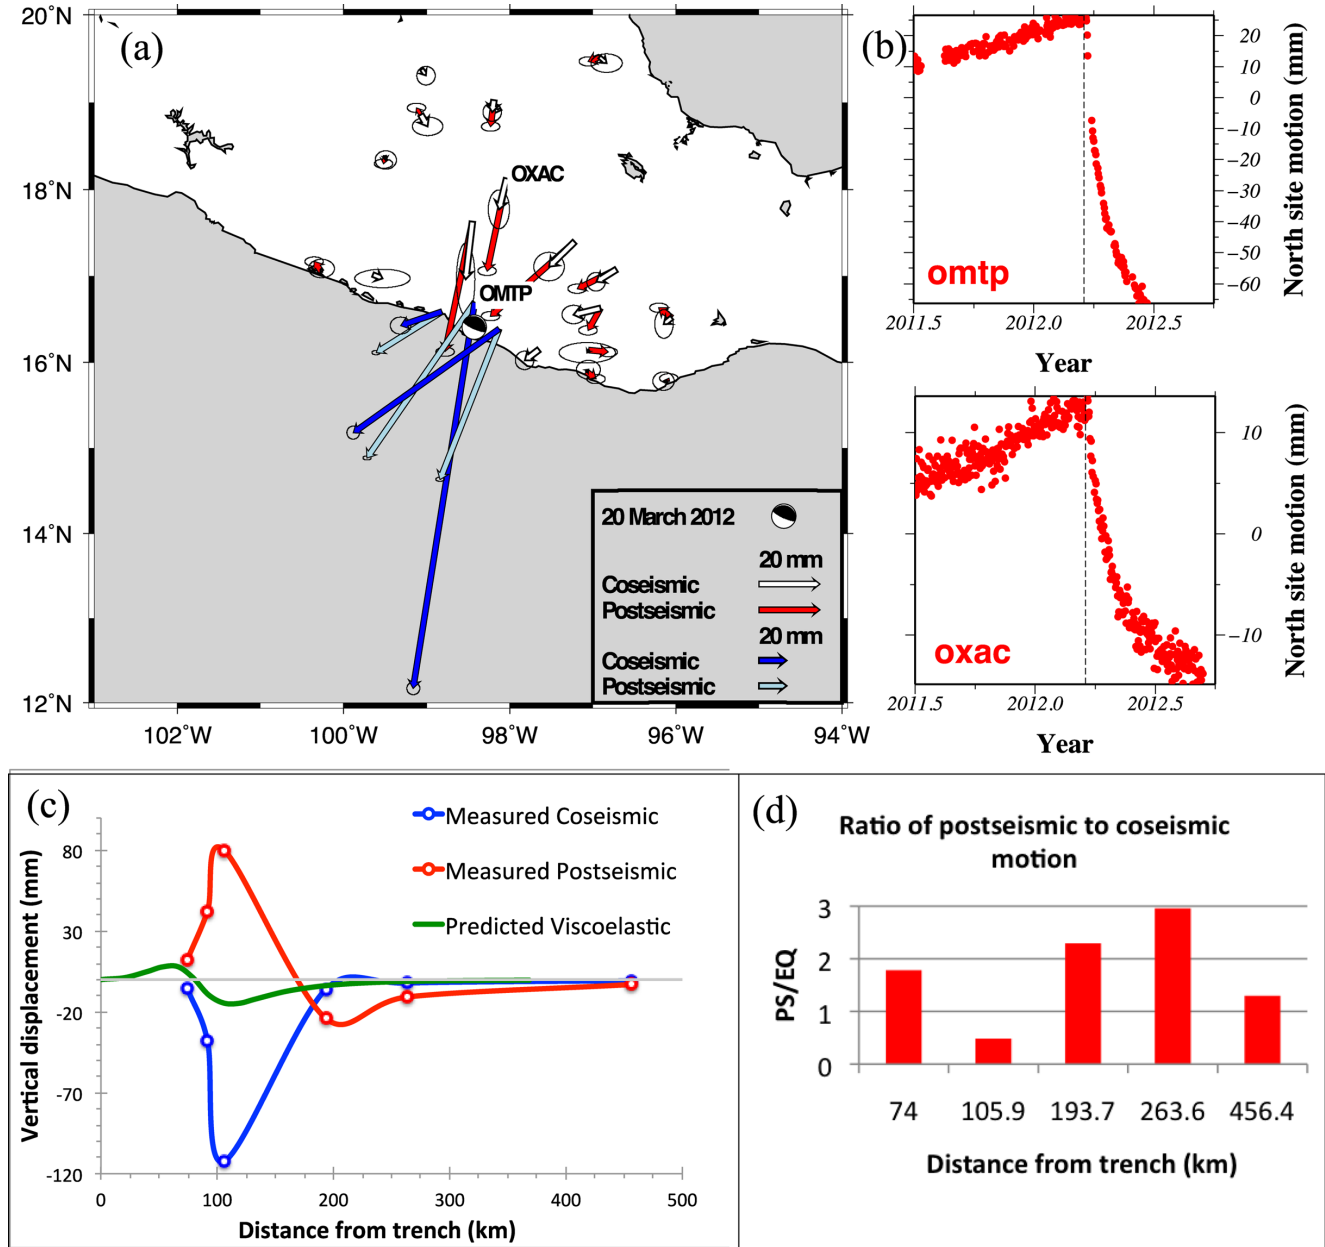 (a)
20˚N
18˚N
16˚N
14˚N
12˚N
102˚W
100˚W
98˚W
96˚W
94˚W
OXAC
OMTP
20 March 2012
20 mm
Coseismic
Postseismic
20 mm
Coseismic
Postseismic
(b)
20
10
0
-10
-20
-30
-40
-50
-60
North site motion (mm)
omtp
2011.5
2012.0
2012.5
Year
10
0
-10
North site motion (mm)
oxac
2011.5
2012.0
2012.5
Year
(c)
Measured Coseismic
Measured Postseismic
Predicted Viscoelastic
Vertical displacement (mm)
80
30
-20
-70
-120
0
100
200
300
400
500
Distance from trench (km)
(d)
Ratio of postseismic to coseismic
motion
PS/EQ
3
2
1
0
74
105.9
193.7
263.6
456.4
Distance from trench (km)